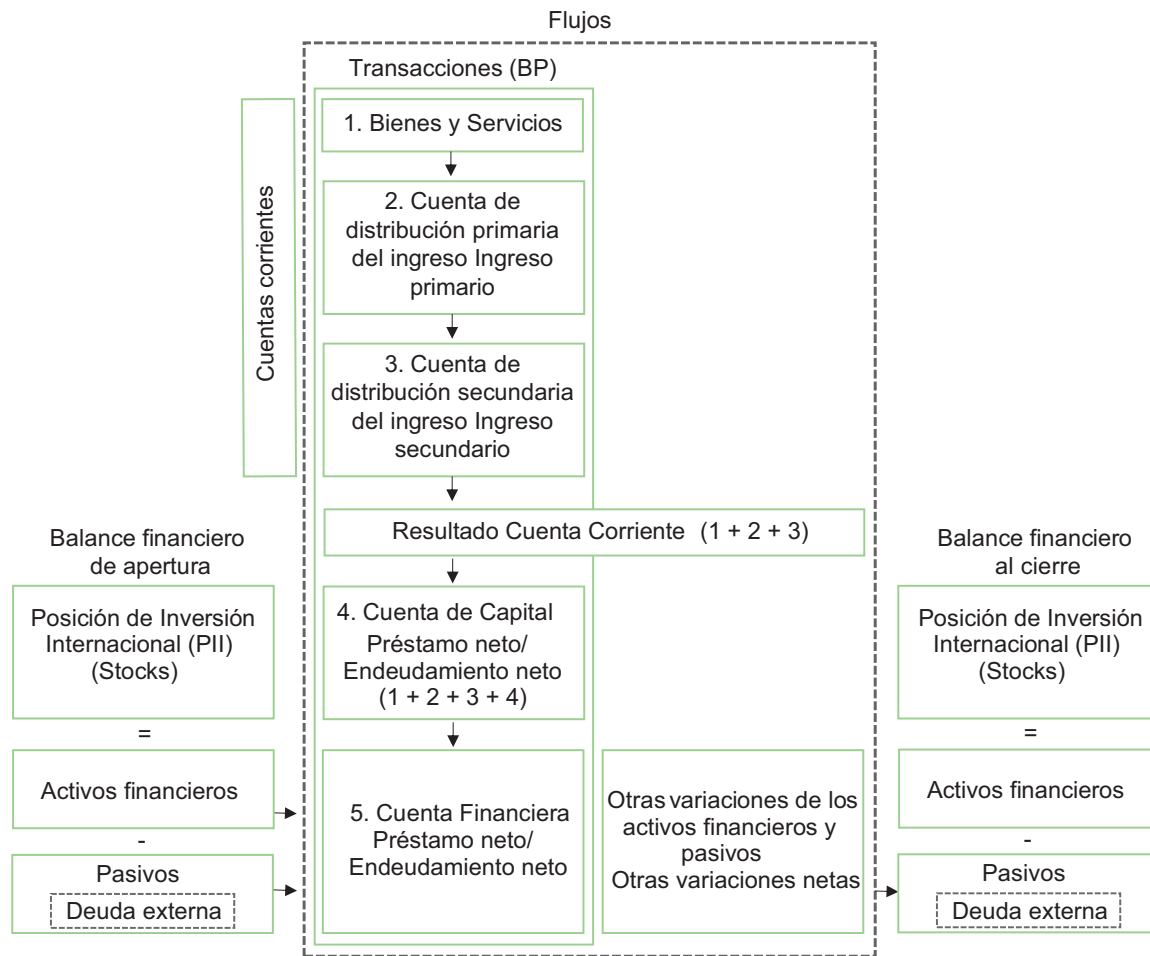 Flujos
Transacciones (BP)
Cuentas corrientes
1. Bienes y Servicios
2. Cuenta de
distribución primaria
del ingreso Ingreso
primario
3. Cuenta de
distribución secundaria
del ingreso Ingreso
secundario
Resultado Cuenta Corriente (1 + 2 + 3)
4. Cuenta de Capital
Préstamo neto/
Endeudamiento neto
(1 + 2 + 3 + 4)
5. Cuenta Financiera
Préstamo neto/
Endeudamiento neto
Otras variaciones de los
activos financieros y
pasivos
Otras variaciones netas
Balance financiero
de apertura
Posición de Inversión
Internacional (PII)
(Stocks)
=
Activos financieros
-
Pasivos
Deuda externa
Balance financiero
al cierre
Posición de Inversión
Internacional (PII)
(Stocks)
=
Activos financieros
-
Pasivos
Deuda externa